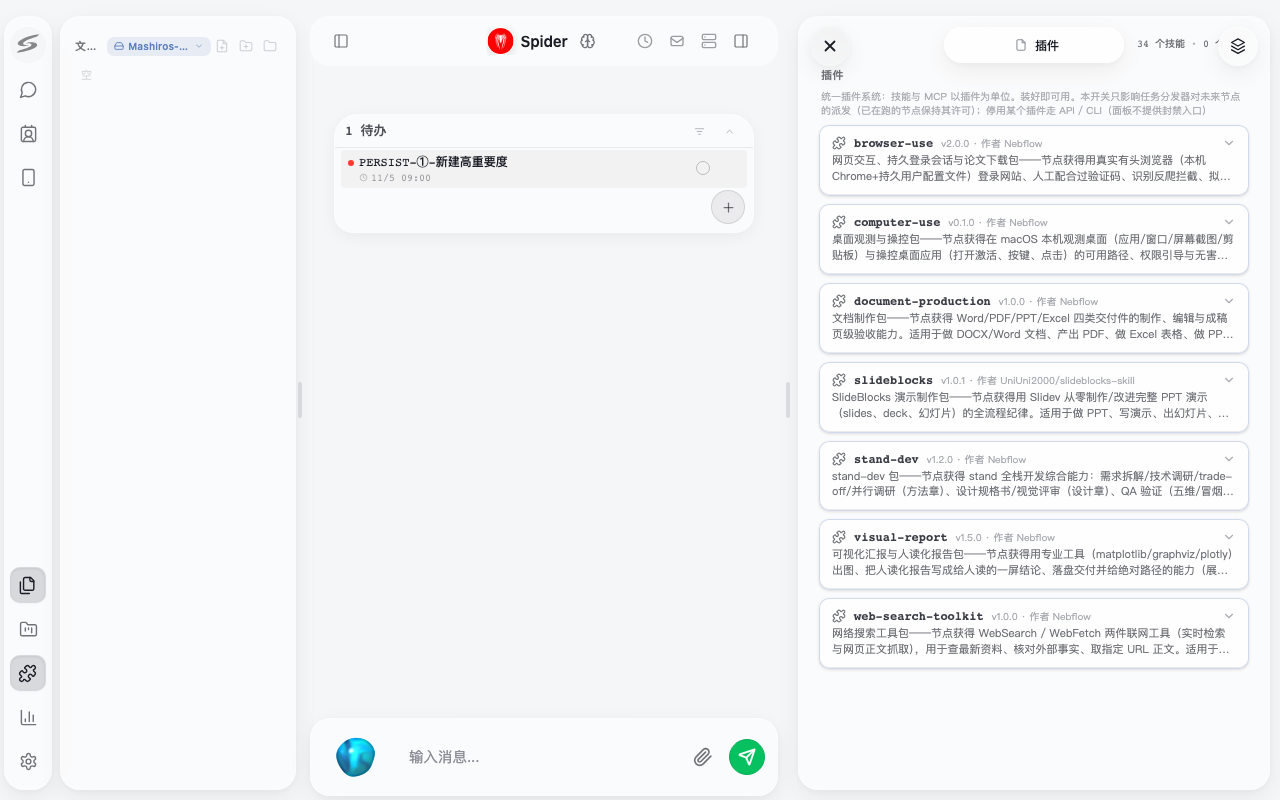 文...
Mashiros-...
空
Spider
1 待办
PERSIST-①-新建高重要度
11/5 09:00
输入消息...
插件
34 个技能 · 0
插件
统一插件系统：技能与 MCP 以插件为单位。装好即可用。本开关只影响任务分发器对未来节点
的派发（已在跑的节点保持其许可）；停用某个插件走 API / CLI（面板不提供封禁入口）
browser-use v2.0.0 · 作者 Nebflow
网页交互、持久登录会话与论文下载包——节点获得用真实有头浏览器（本机
Chrome+持久用户配置文件）登录网站、人工配合过验证码、识别反爬拦截、拟...
computer-use v0.1.0 · 作者 Nebflow
桌面观测与操控包——节点获得在 macOS 本机观测桌面（应用/窗口/屏幕截图/剪
贴板）与操控桌面应用（打开激活、按键、点击）的可用路径、权限引导与无害...
document-production v1.0.0 · 作者 Nebflow
文档制作包——节点获得 Word/PDF/PPT/Excel 四类交付件的制作、编辑与成稿
页级验收能力。适用于做 DOCX/Word 文档、产出 PDF、做 Excel 表格、做 PP...
slideblocks v1.0.1 · 作者 UniUni2000/slideblocks-skill
SlideBlocks 演示制作包——节点获得用 Slidev 从零制作/改进完整 PPT 演示
（slides、deck、幻灯片）的全流程纪律。适用于做 PPT、写演示、出幻灯片、...
stand-dev v1.2.0 · 作者 Nebflow
stand-dev 包——节点获得 stand 全栈开发综合能力：需求拆解/技术调研/trade-
off/并行调研（方法章）、设计规格书/视觉评审（设计章）、QA 验证（五维/冒烟...
visual-report v1.5.0 · 作者 Nebflow
可视化汇报与人读化报告包——节点获得用专业工具（matplotlib/graphviz/plotly）
出图、把人读化报告写成给人读的一屏结论、落盘交付并给绝对路径的能力（展...
web-search-toolkit v1.0.0 · 作者 Nebflow
网络搜索工具包——节点获得 WebSearch / WebFetch 两件联网工具（实时检索
与网页正文抓取），用于查最新资料、核对外部事实、取指定 URL 正文。适用于...